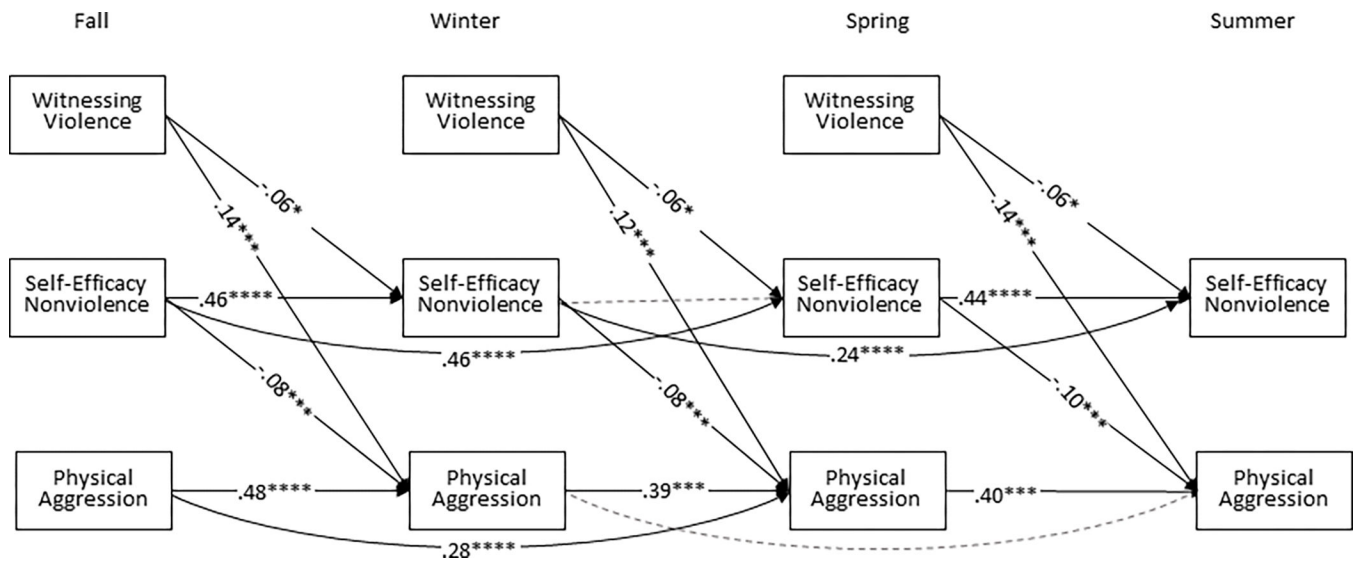 Fall Winter Spring Summer
Witnessing Violence
Witnessing Violence
Witnessing Violence
-.06*
-.06*
-.06*
.14***
.12***
.14***
Self-Efficacy Nonviolence
Self-Efficacy Nonviolence
Self-Efficacy Nonviolence
Self-Efficacy Nonviolence
.46****
.44****
.46****
.24****
-.08***
-.08***
-.10***
Physical Aggression
Physical Aggression
Physical Aggression
Physical Aggression
.48****
.39***
.40***
.28****